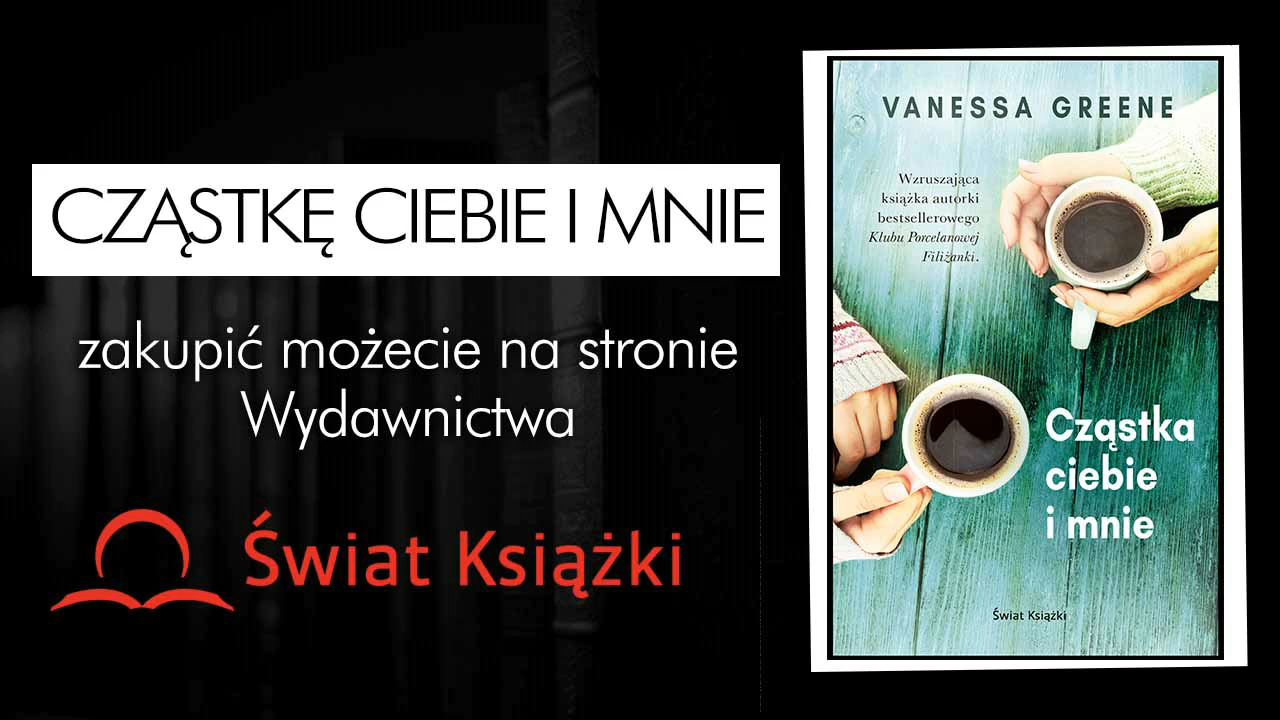 CZĄSTKĘ CIEBIE I MNIE
zakupić możecie na stronie
Wydawnictwa
Świat Książki
VANESSA GREENE
Wzruszająca
książka autorki
bestsellerowego
Klubu Porcelanowej
Filiżanki.
Cząstka
ciebie
i mnie
Świat Książki